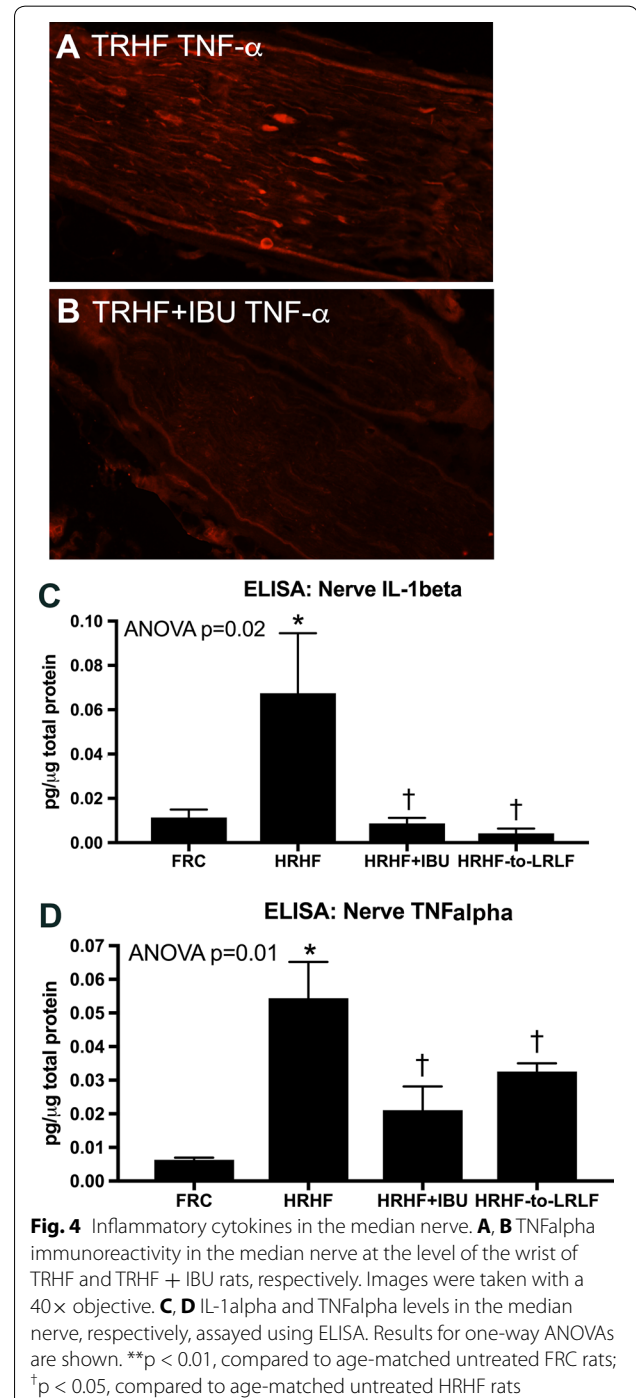 A TRHF TNF-α
B TRHF+IBU TNF-α
C
ELISA: Nerve IL-1beta
ANOVA p=0.02
*
†
†
pg/µg total protein
0.10
0.08
0.06
0.04
0.02
0.00
FRC
HRHF
HRHF+IBU
HRHF-to-LRLF
D
ELISA: Nerve TNFalpha
ANOVA p=0.01
*
†
†
pg/µg total protein
0.07
0.06
0.05
0.04
0.03
0.02
0.01
0.00
FRC
HRHF
HRHF+IBU
HRHF-to-LRLF
Fig. 4 Inflammatory cytokines in the median nerve. A, B TNFalpha
immunoreactivity in the median nerve at the level of the wrist of
TRHF and TRHF + IBU rats, respectively. Images were taken with a
40× objective. C, D IL-1alpha and TNFalpha levels in the median
nerve, respectively, assayed using ELISA. Results for one-way ANOVAs
are shown. **p < 0.01, compared to age-matched untreated FRC rats;
†p < 0.05, compared to age-matched untreated HRHF rats